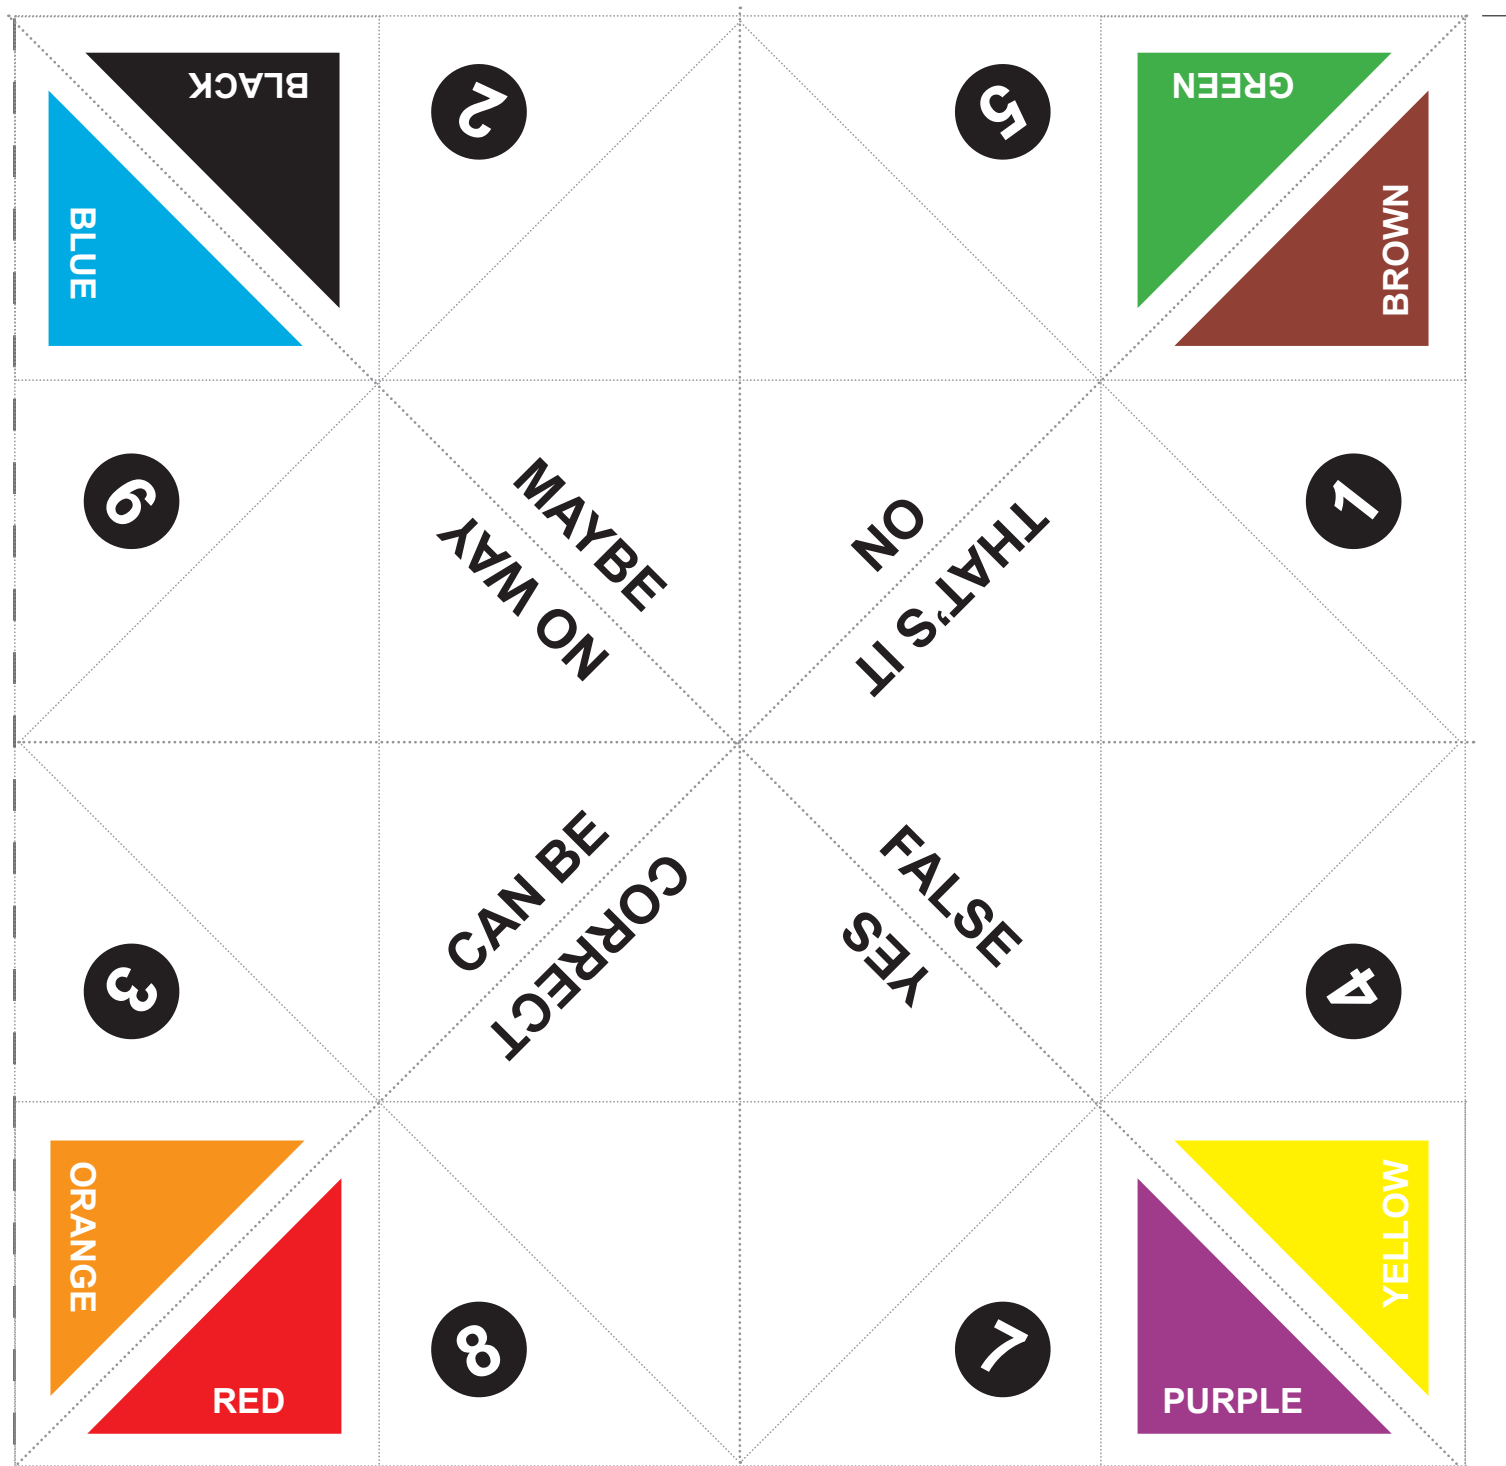 BLACK
2
5
GREEN
BLUE
BROWN
6
MAYBE
NO WAY
NO
THAT'S IT
1
3
CAN BE
CORRECT
FALSE
YES
4
ORANGE
RED
8
7
PURPLE
YELLOW